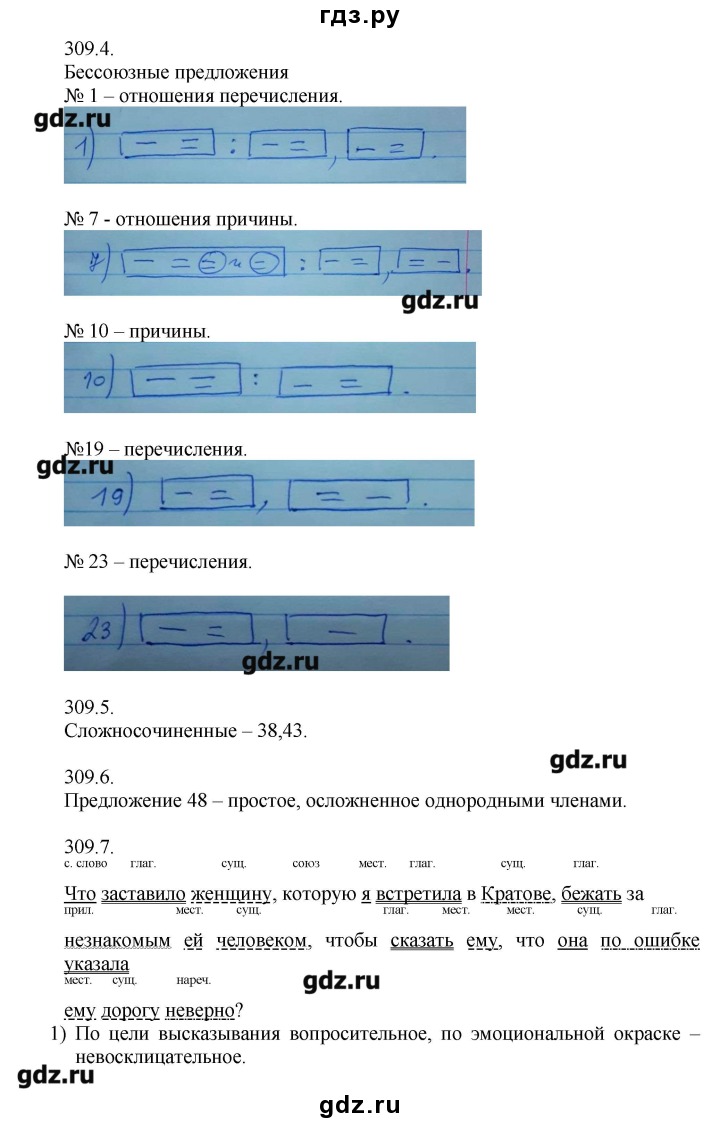 гдз.ру
309.4.
Бессоюзные предложения
№ 1 – отношения перечисления.
gdz.ru
1) [ – = ] : [ – = ], [ – = ].
№ 7 - отношения причины.
7) [ – = = и = ] : [ – = ], [ = – ].
gdz.ru
№ 10 – причины.
10) [ – = ] : [ – = ].
№19 – перечисления.
gdz.ru
19) [ – = ], [ = – ].
№ 23 – перечисления.
23) [ – = ], [ – ].
gdz.ru
309.5.
Сложносочиненные – 38,43.
gdz.ru
309.6.
Предложение 48 – простое, осложненное однородными членами.
309.7.
с. слово глаг. сущ. союз мест. глаг. сущ. глаг.
Что заставило женщину, которую я встретила в Кратове, бежать за
прил. мест. сущ. глаг. мест. мест. сущ. глаг.
незнакомым ей человеком, чтобы сказать ему, что она по ошибке
указала
мест. сущ. нареч.
gdz.ru
ему дорогу неверно?
1) По цели высказывания вопросительное, по эмоциональной окраске –
невосклицательное.
gdz.ru
gdz.ru